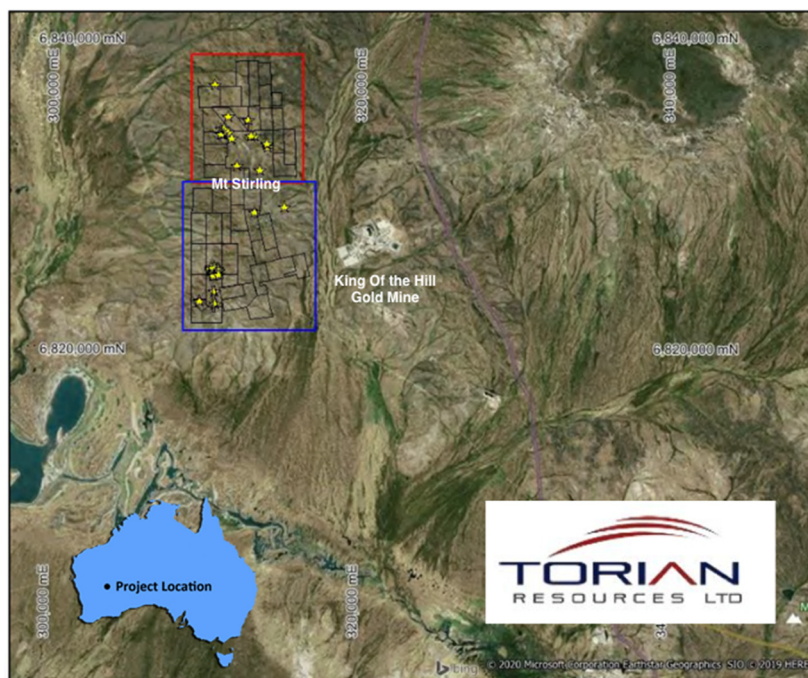 6,840,000 mN
6,840,000 mN
300,000 mE
320,000 mE
340,000 mE
Mt Stirling
King Of the Hill
Gold Mine
6,820,000 mN
6,820,000 mN
Project Location
TORIAN
RESOURCES LTD
300,000 mE
320,000 mE
bing
© 2020 Microsoft Corporation Earthstar Geographics SIO © 2019 HERE